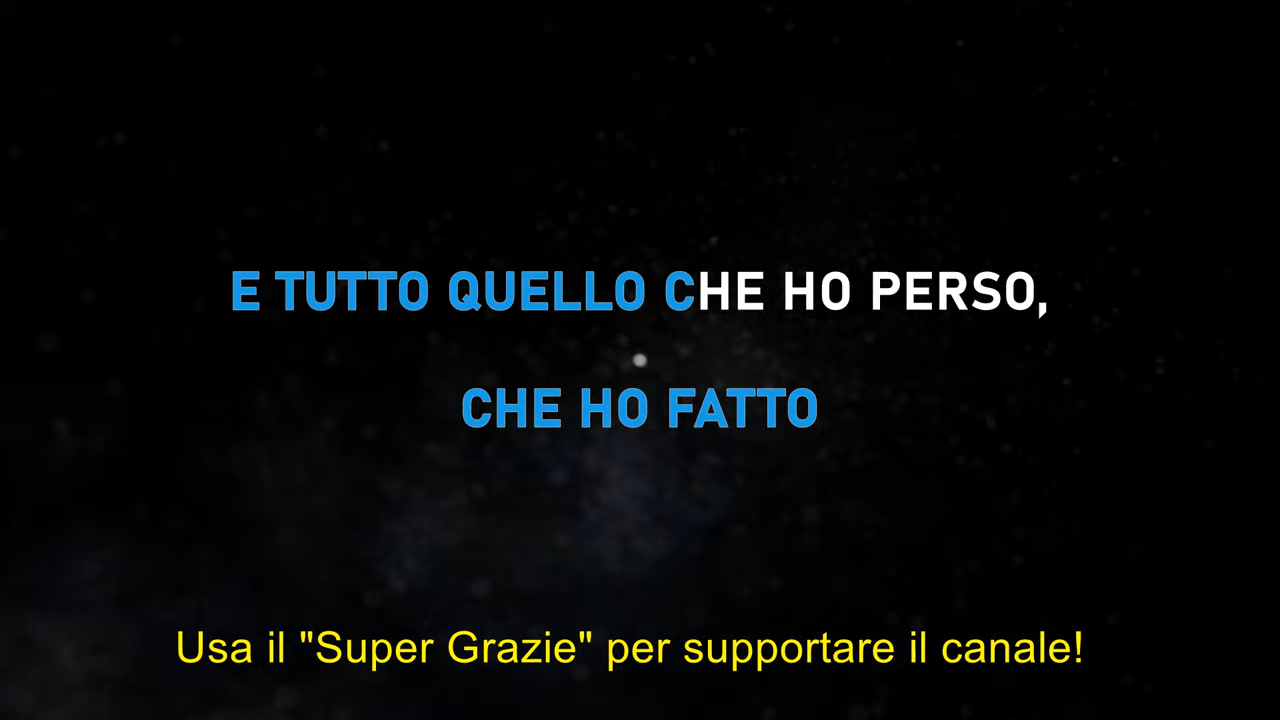 E TUTTO QUELLO CHE HO PERSO,
CHE HO FATTO
Usa il "Super Grazie" per supportare il canale!